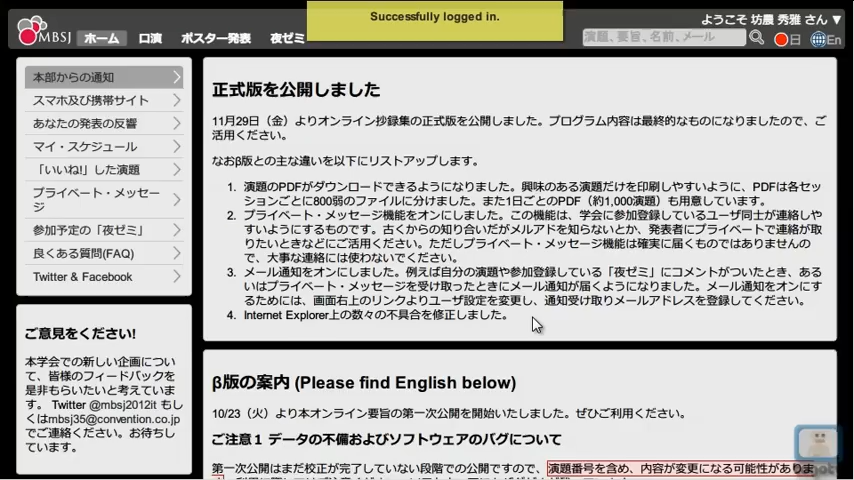 Successfully logged in.
ようこそ 坊農 秀雅 さん ▼
MBSJ ホーム 口演 ポスター発表 夜ゼミ
演題、要旨、名前、メール 日 En
本部からの通知
スマホ及び携帯サイト
あなたの発表の反響
マイ・スケジュール
「いいね!」した演題
プライベート・メッセー
ジ
参加予定の「夜ゼミ」
良くある質問(FAQ)
Twitter & Facebook
ご意見をください!
本学会での新しい企画につい
て、皆様のフィードバックを
是非もらいたいと考えていま
す。 Twitter @mbsj2012it もし
くはmbsj35@convention.co.jp
でご連絡ください。お待ちし
ています。
正式版を公開しました
11月29日（金）よりオンライン抄録集の正式版を公開しました。プログラム内容は最終的なものになりましたので、ご
活用ください。
なおβ版との主な違いを以下にリストアップします。
1. 演題のPDFがダウンロードできるようになりました。興味のある演題だけを印刷しやすいように、PDFは各セッ
ションごとに800弱のファイルに分けました。また1日ごとのPDF（約1,000演題）も用意しています。
2. プライベート・メッセージ機能をオンにしました。この機能は、学会に参加登録しているユーザ同士が連絡しや
すいようにするものです。古くからの知り合いだがメルアドを知らないとか、発表者にプライベートで連絡が取
りたいときなどにご活用ください。ただしプライベート・メッセージ機能は確実に届くものではありませんの
で、大事な連絡には使わないでください。
3. メール通知をオンにしました。例えば自分の演題や参加登録している「夜ゼミ」にコメントがついたとき、ある
いはプライベート・メッセージを受け取ったときにメール通知が届くようになりました。メール通知をオンにす
るためには、画面右上のリンクよりユーザ設定を変更し、通知受け取りメールアドレスを登録してください。
4. Internet Explorer上の数々の不具合を修正しました。
β版の案内 (Please find English below)
10/23（火）より本オンライン要旨の第一次公開を開始いたしました。ぜひご利用ください。
ご注意１ データの不備およびソフトウェアのバグについて
第一次公開はまだ校正が完了していない段階での公開ですので、演題番号を含め、内容が変更になる可能性がありま